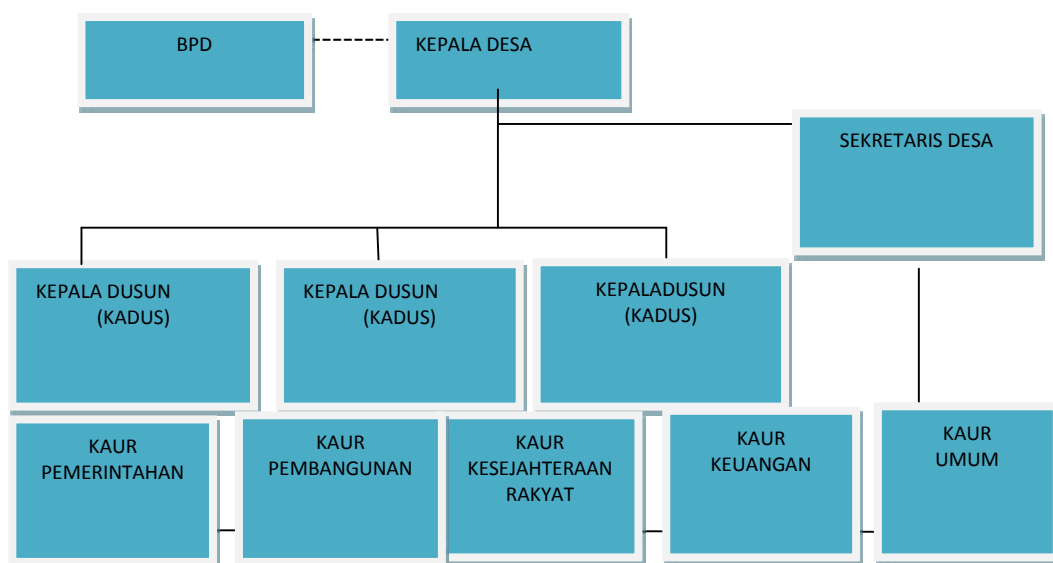 BPD
KEPALA DESA
SEKRETARIS DESA
KEPALA DUSUN
(KADUS)
KEPALA DUSUN
(KADUS)
KEPALADUSUN
(KADUS)
KAUR
PEMERINTAHAN
KAUR
PEMBANGUNAN
KAUR
KESEJAHTERAAN
RAKYAT
KAUR
KEUANGAN
KAUR
UMUM